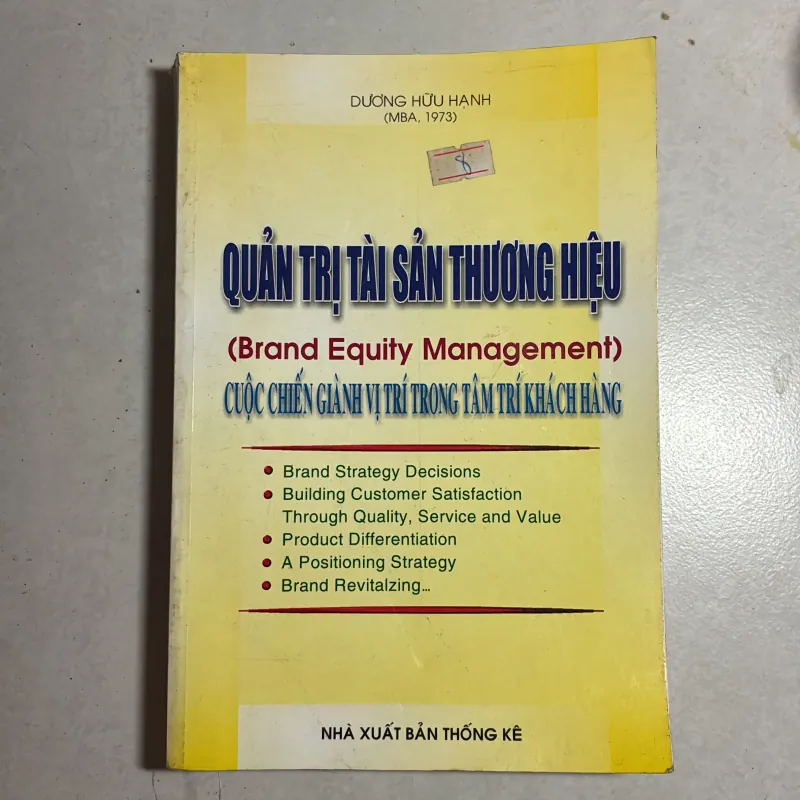 DƯƠNG HỮU HẠNH
(MBA, 1973)
8
QUẢN TRỊ TÀI SẢN THƯƠNG HIỆU
(Brand Equity Management)
CUỘC CHIẾN GIÀNH VỊ TRÍ TRONG TÂM TRÍ KHÁCH HÀNG
• Brand Strategy Decisions
• Building Customer Satisfaction
Through Quality, Service and Value
• Product Differentiation
• A Positioning Strategy
• Brand Revitalzing...
NHÀ XUẤT BẢN THỐNG KÊ